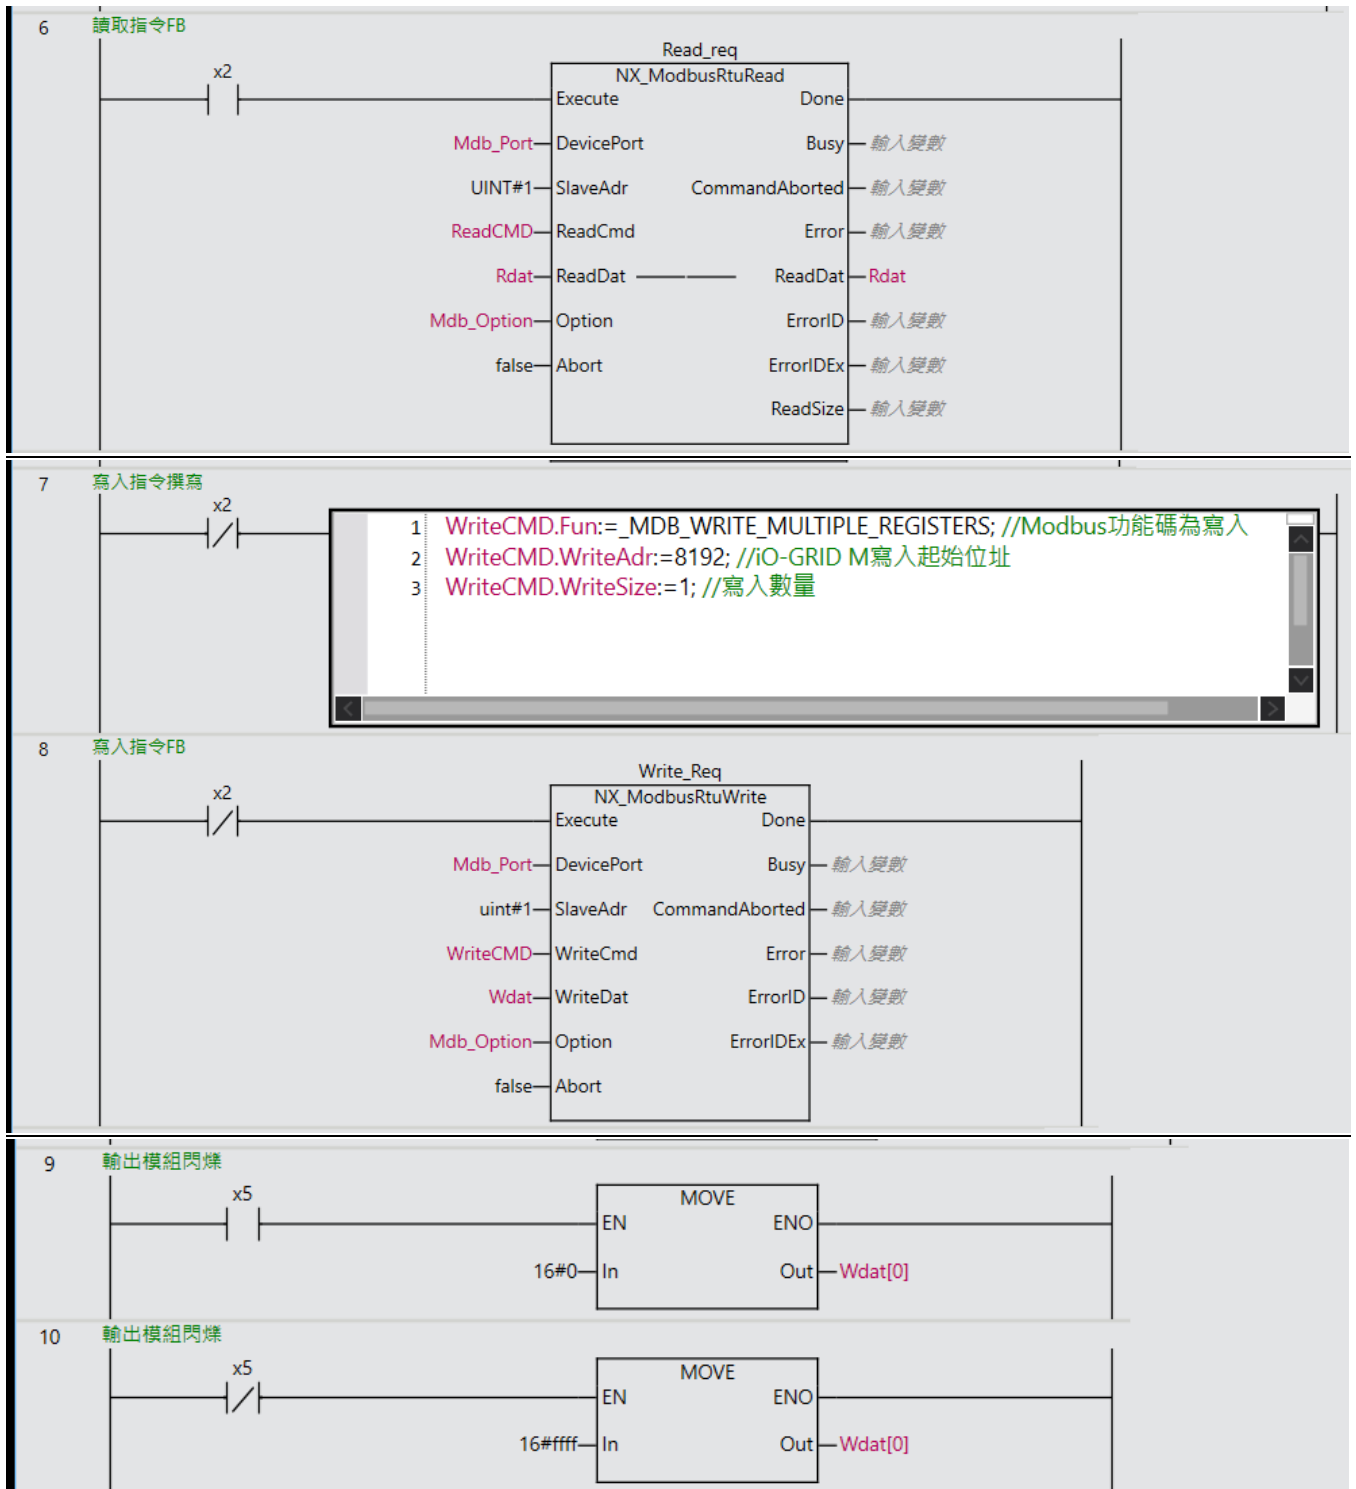 6 讀取指令FB
x2
Read_req
NX_ModbusRtuRead
Execute Done
Mdb_Port DevicePort Busy 輸入變數
UINT#1 SlaveAdr CommandAborted 輸入變數
ReadCMD ReadCmd Error 輸入變數
Rdat ReadDat ReadDat Rdat
Mdb_Option Option ErrorID 輸入變數
false Abort ErrorIDEx 輸入變數
ReadSize 輸入變數
7 寫入指令撰寫
x2
1 WriteCMD.Fun:=_MDB_WRITE_MULTIPLE_REGISTERS; //Modbus功能碼為寫入
2 WriteCMD.WriteAdr:=8192; //iO-GRID M寫入起始位址
3 WriteCMD.WriteSize:=1; //寫入數量
8 寫入指令FB
Write_Req
x2
NX_ModbusRtuWrite
Execute Done
Mdb_Port DevicePort Busy 輸入變數
uint#1 SlaveAdr CommandAborted 輸入變數
WriteCMD WriteCmd Error 輸入變數
Wdat WriteDat ErrorID 輸入變數
Mdb_Option Option ErrorIDEx 輸入變數
false Abort
9 輸出模組閃爍
x5
MOVE
EN ENO
16#0 In Out Wdat[0]
10 輸出模組閃爍
x5
MOVE
EN ENO
16#ffff In Out Wdat[0]